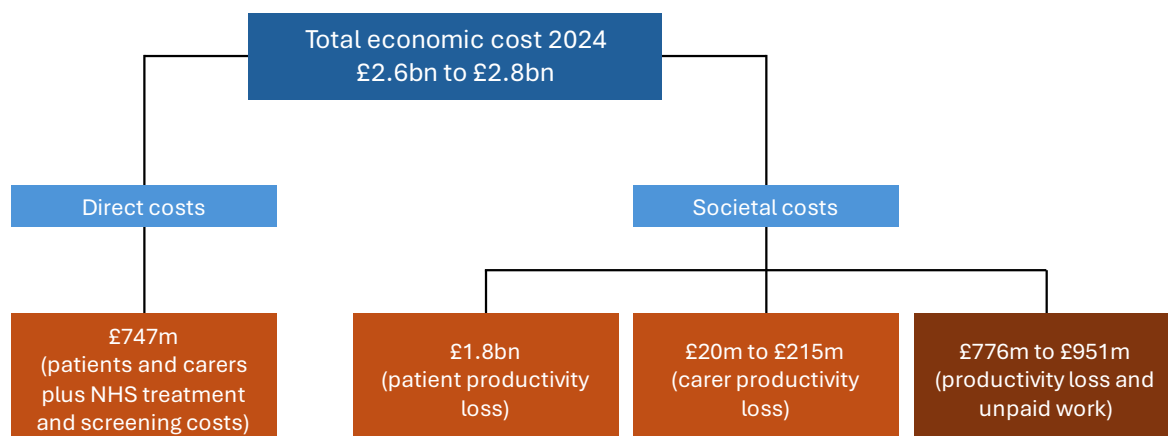 Total economic cost 2024
£2.6bn to £2.8bn
Direct costs
Societal costs
£747m
(patients and carers
plus NHS treatment
and screening costs)
£1.8bn
(patient productivity
loss)
£20m to £215m
(carer productivity
loss)
£776m to £951m
(productivity loss and
unpaid work)